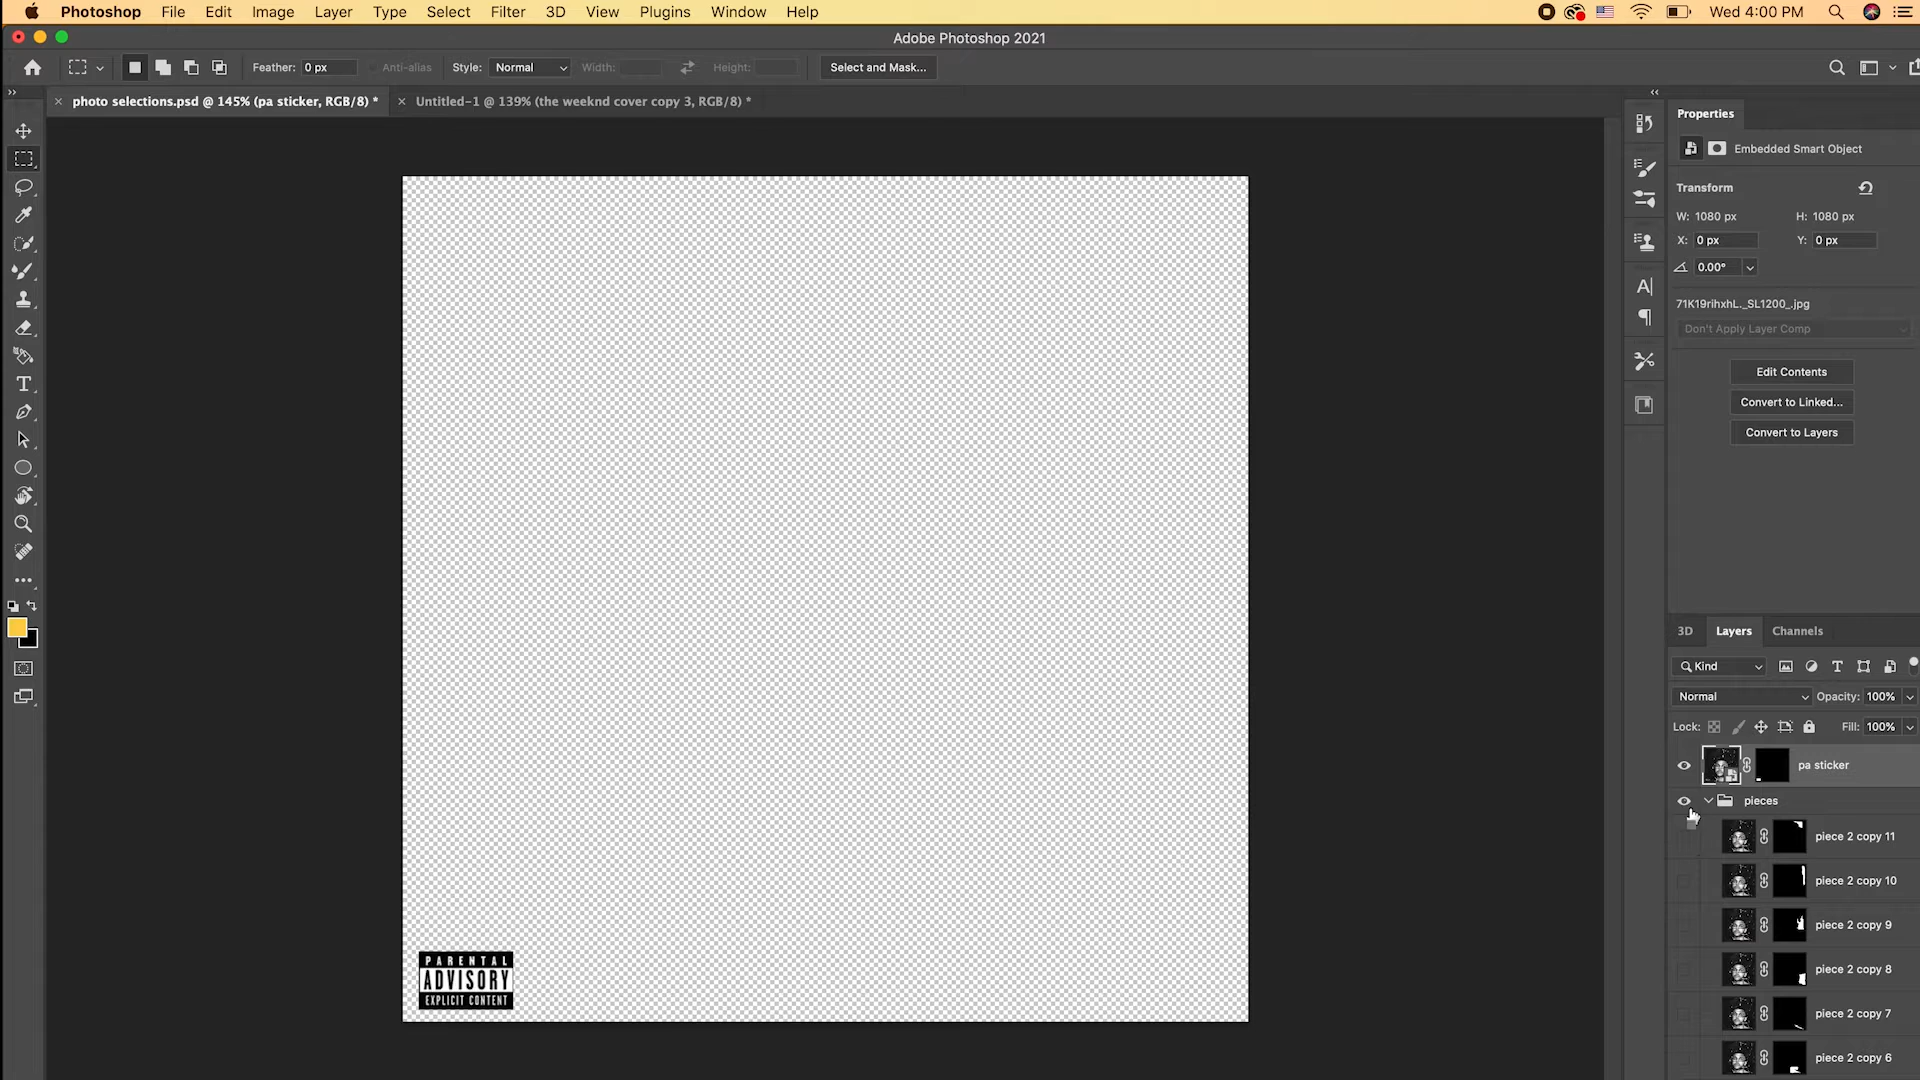 Photoshop File Edit Image Layer Type Select Filter 3D View Plugins Window Help Wed 4:00 PM
Adobe Photoshop 2021
Feather: 0 px Anti-alias Style: Normal Width: Height: Select and Mask...
photo selections.psd @ 145% (pa sticker, RGB/8) * Untitled-1 @ 139% (the weeknd cover copy 3, RGB/8) *
Properties
Embedded Smart Object
Transform
W: 1080 px H: 1080 px
X: 0 px Y: 0 px
0.00°
71K19rihxhL._SL1200_.jpg
Don't Apply Layer Comp
Edit Contents
Convert to Linked...
Convert to Layers
3D Layers Channels
Kind
Normal Opacity: 100%
Lock: Fill: 100%
pa sticker
pieces
piece 2 copy 11
piece 2 copy 10
piece 2 copy 9
piece 2 copy 8
piece 2 copy 7
piece 2 copy 6
PARENTAL
ADVISORY
EXPLICIT CONTENT